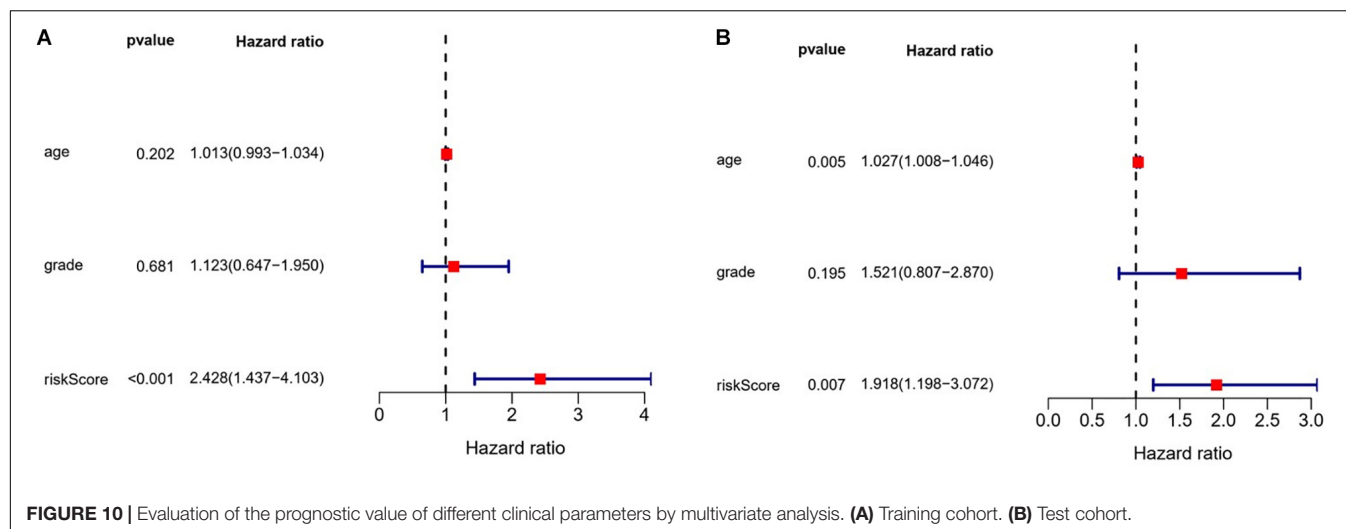 A
pvalue Hazard ratio
age 0.202 1.013(0.993−1.034)
grade 0.681 1.123(0.647−1.950)
riskScore <0.001 2.428(1.437−4.103)
0 1 2 3 4
Hazard ratio
B
pvalue Hazard ratio
age 0.005 1.027(1.008−1.046)
grade 0.195 1.521(0.807−2.870)
riskScore 0.007 1.918(1.198−3.072)
0.0 0.5 1.0 1.5 2.0 2.5 3.0
Hazard ratio
FIGURE 10 | Evaluation of the prognostic value of different clinical parameters by multivariate analysis. (A) Training cohort. (B) Test cohort.